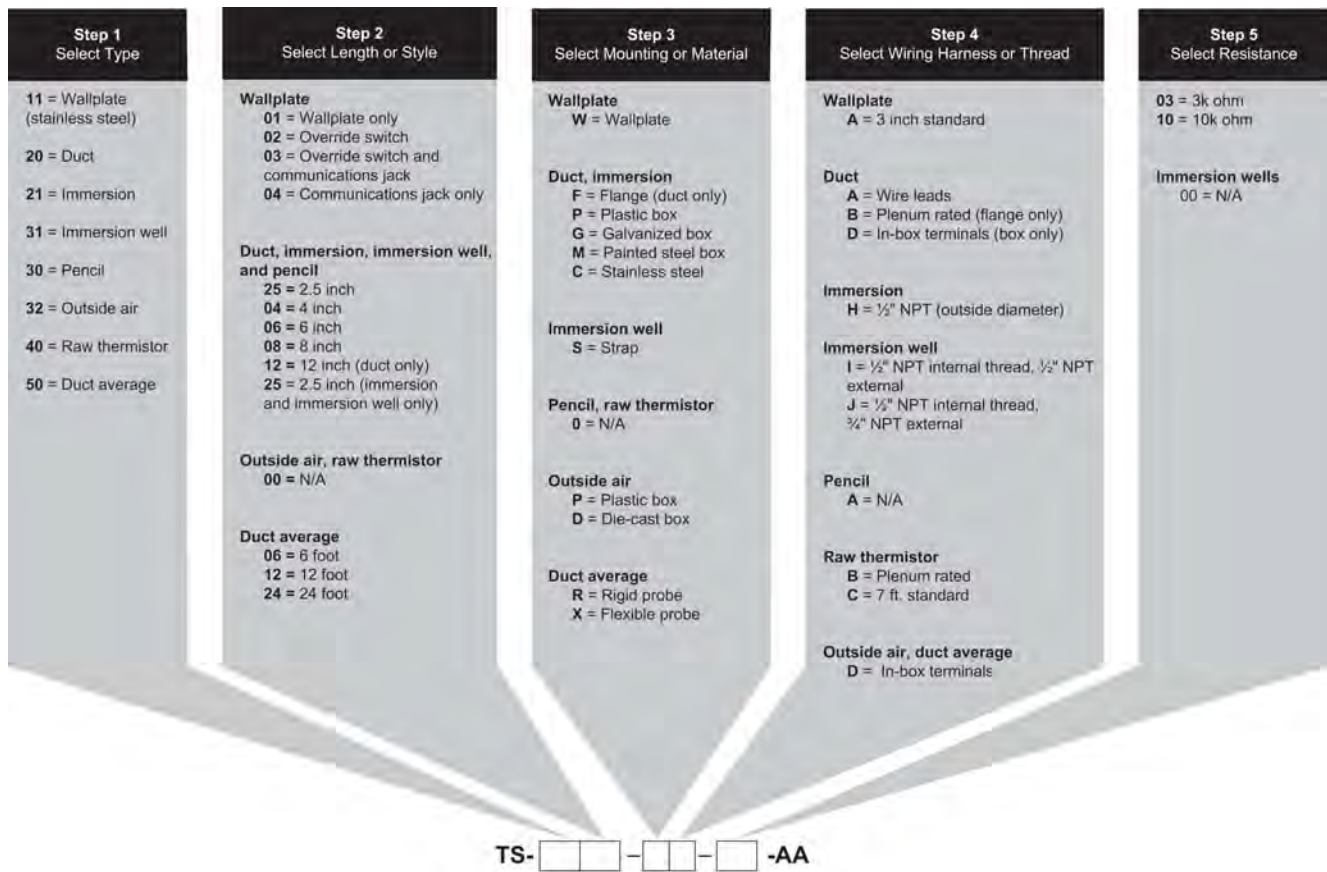 Step 1
Select Type
11 = Wallplate
(stainless steel)
20 = Duct
21 = Immersion
31 = Immersion well
30 = Pencil
32 = Outside air
40 = Raw thermistor
50 = Duct average
Step 2
Select Length or Style
Wallplate
01 = Wallplate only
02 = Override switch
03 = Override switch and
communications jack
04 = Communications jack only
Duct, immersion, immersion well,
and pencil
25 = 2.5 inch
04 = 4 inch
06 = 6 inch
08 = 8 inch
12 = 12 inch (duct only)
25 = 2.5 inch (immersion
and immersion well only)
Outside air, raw thermistor
00 = N/A
Duct average
06 = 6 foot
12 = 12 foot
24 = 24 foot
Step 3
Select Mounting or Material
Wallplate
W = Wallplate
Duct, immersion
F = Flange (duct only)
P = Plastic box
G = Galvanized box
M = Painted steel box
C = Stainless steel
Immersion well
S = Strap
Pencil, raw thermistor
0 = N/A
Outside air
P = Plastic box
D = Die-cast box
Duct average
R = Rigid probe
X = Flexible probe
Step 4
Select Wiring Harness or Thread
Wallplate
A = 3 inch standard
Duct
A = Wire leads
B = Plenum rated (flange only)
D = In-box terminals (box only)
Immersion
H = ½" NPT (outside diameter)
Immersion well
I = ½" NPT internal thread, ½" NPT
external
J = ½" NPT internal thread,
¾" NPT external
Pencil
A = N/A
Raw thermistor
B = Plenum rated
C = 7 ft. standard
Outside air, duct average
D = In-box terminals
Step 5
Select Resistance
03 = 3k ohm
10 = 10k ohm
Immersion wells
00 = N/A
TS- – – -AA